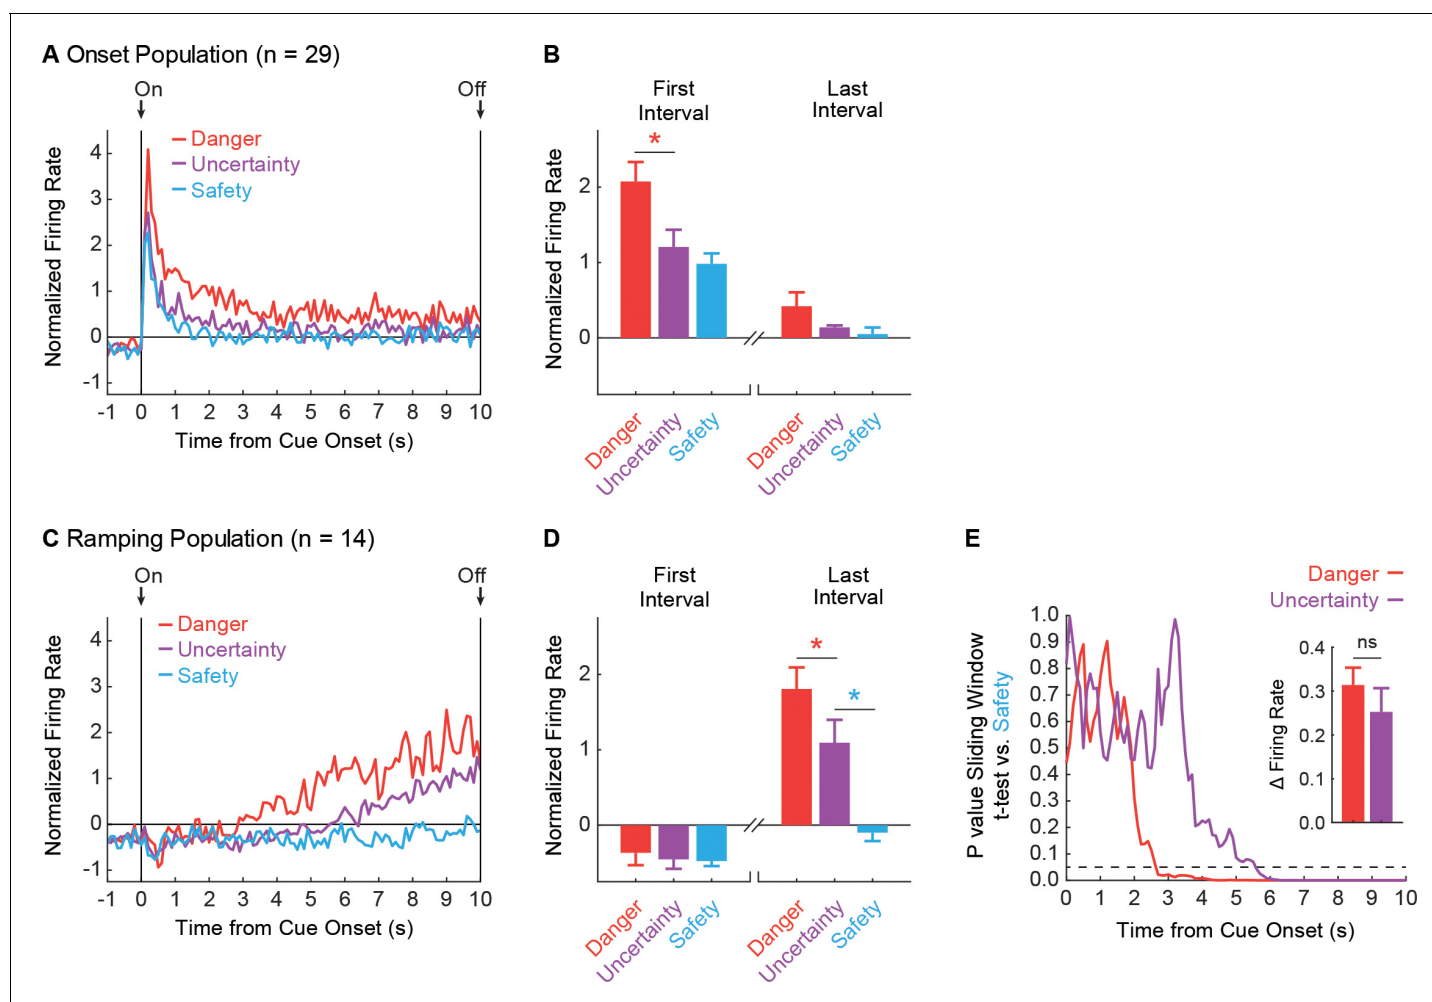 A Onset Population (n = 29)
On
Off
Danger
Uncertainty
Safety
Normalized Firing Rate
4
3
2
1
0
-1
-1 0 1 2 3 4 5 6 7 8 9 10
Time from Cue Onset (s)
B
First
Interval
Last
Interval
*
Normalized Firing Rate
2
1
0
Danger
Uncertainty
Safety
Danger
Uncertainty
Safety
C Ramping Population (n = 14)
On
Off
Danger
Uncertainty
Safety
Normalized Firing Rate
4
3
2
1
0
-1
-1 0 1 2 3 4 5 6 7 8 9 10
Time from Cue Onset (s)
D
First
Interval
Last
Interval
*
*
Normalized Firing Rate
2
1
0
Danger
Uncertainty
Safety
Danger
Uncertainty
Safety
E
Danger
Uncertainty
P value Sliding Window
t-test vs. Safety
1.0
0.9
0.8
0.7
0.6
0.5
0.4
0.3
0.2
0.1
0.0
0 1 2 3 4 5 6 7 8 9 10
Time from Cue Onset (s)
ns
Δ Firing Rate
0.4
0.3
0.2
0.1
0.0